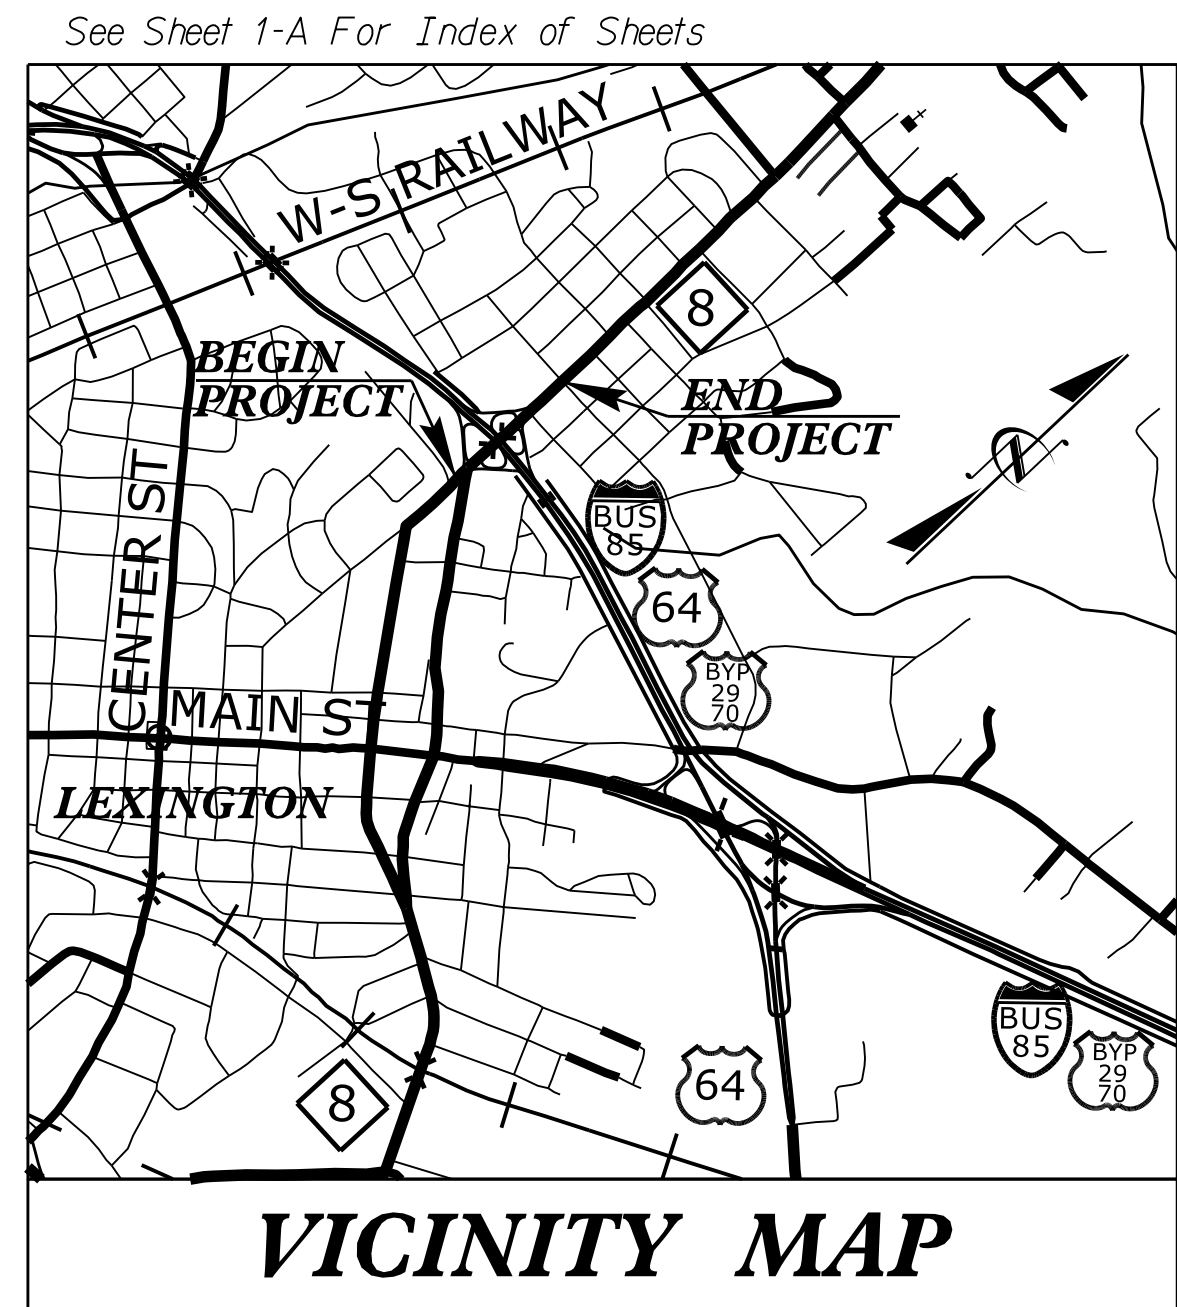 See Sheet 1-A For Index of Sheets
W-S RAILWAY
8
BEGIN
PROJECT
END
PROJECT
N
CENTER ST
BUS
85
64
BYP
29
70
MAIN ST
LEXINGTON
BUS
85
BYP
29
70
64
8
VICINITY MAP